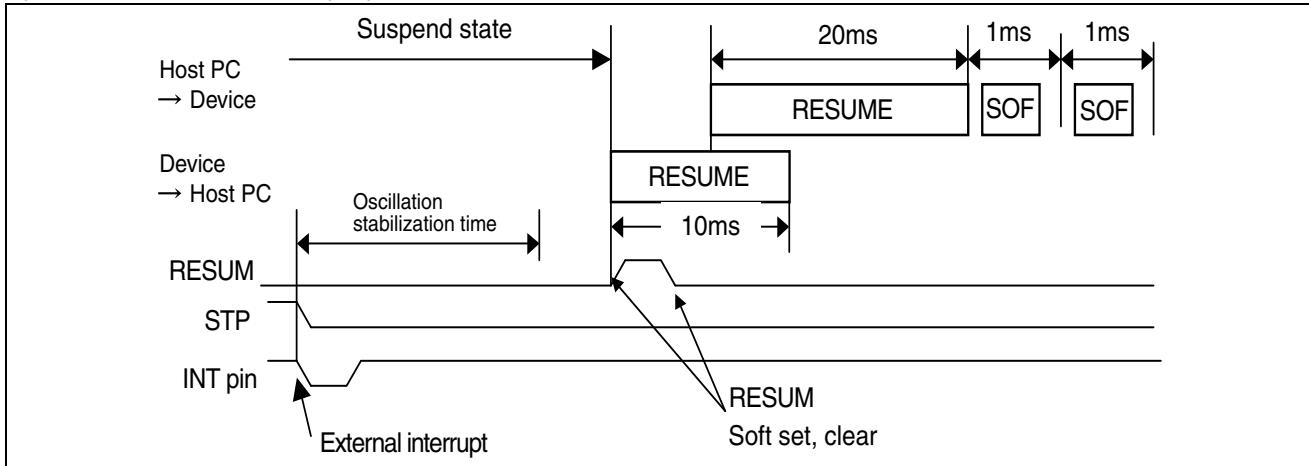 Suspend state
20ms
1ms
1ms
Host PC
→ Device
RESUME
SOF
SOF
Device
→ Host PC
RESUME
Oscillation
stabilization time
10ms
RESUM
STP
INT pin
RESUM
Soft set, clear
External interrupt